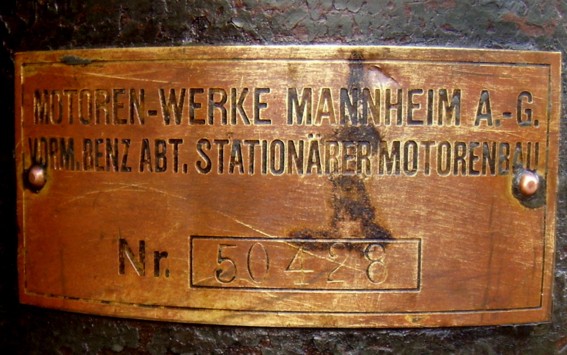 MOTOREN-WERKE MANNHEIM A.-G.
VORM. BENZ ABT. STATIONÄRER MOTORENBAU
Nr. 50428